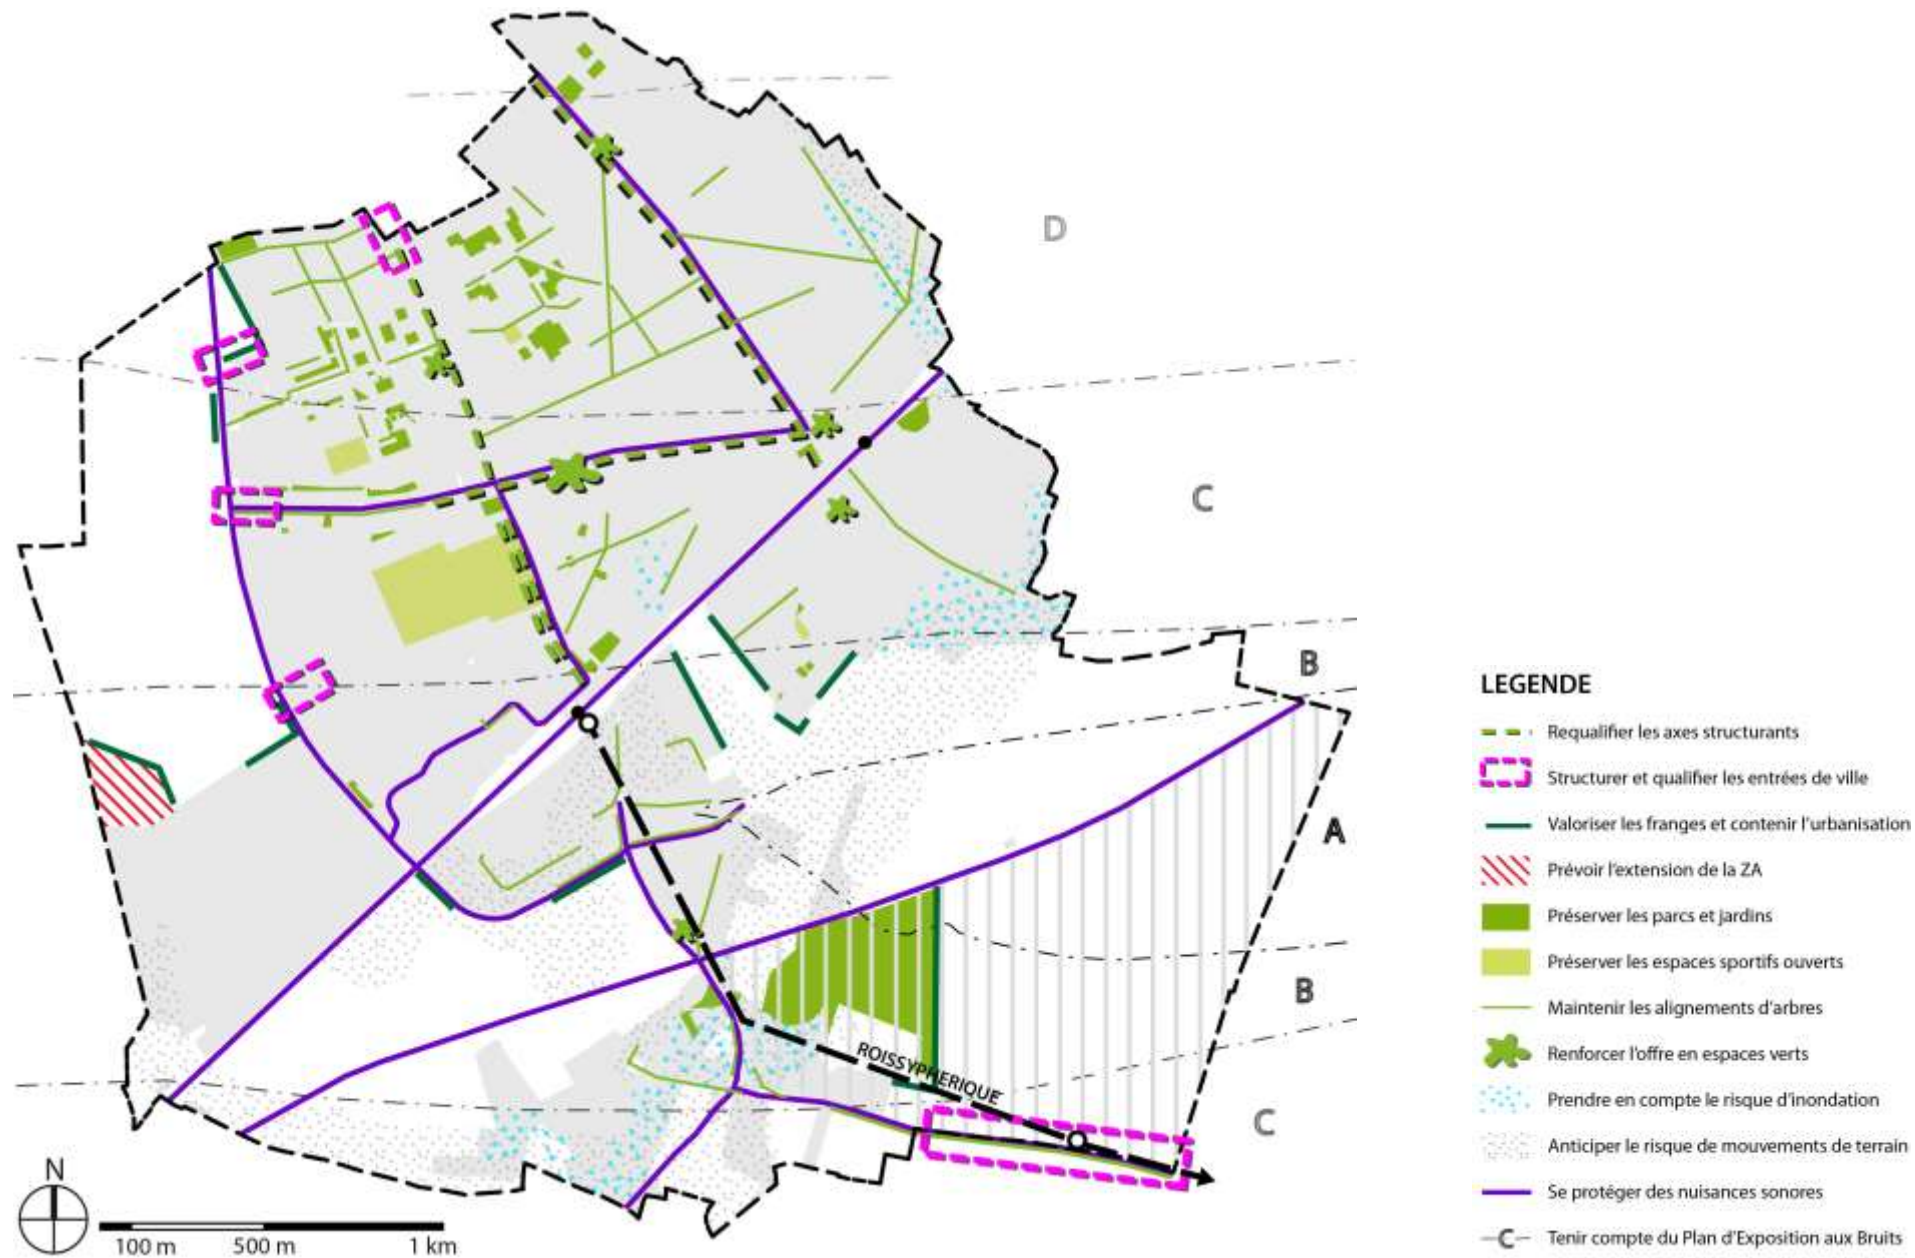 D
C
B
A
B
C
ROISSYPHERIQUE
N
100 m 500 m 1 km
LEGENDE
Requalifier les axes structurants
Structurer et qualifier les entrées de ville
Valoriser les franges et contenir l'urbanisation
Prévoir l'extension de la ZA
Préserver les parcs et jardins
Préserver les espaces sportifs ouverts
Maintenir les alignements d'arbres
Renforcer l'offre en espaces verts
Prendre en compte le risque d'inondation
Anticiper le risque de mouvements de terrain
Se protéger des nuisances sonores
C Tenir compte du Plan d'Exposition aux Bruits